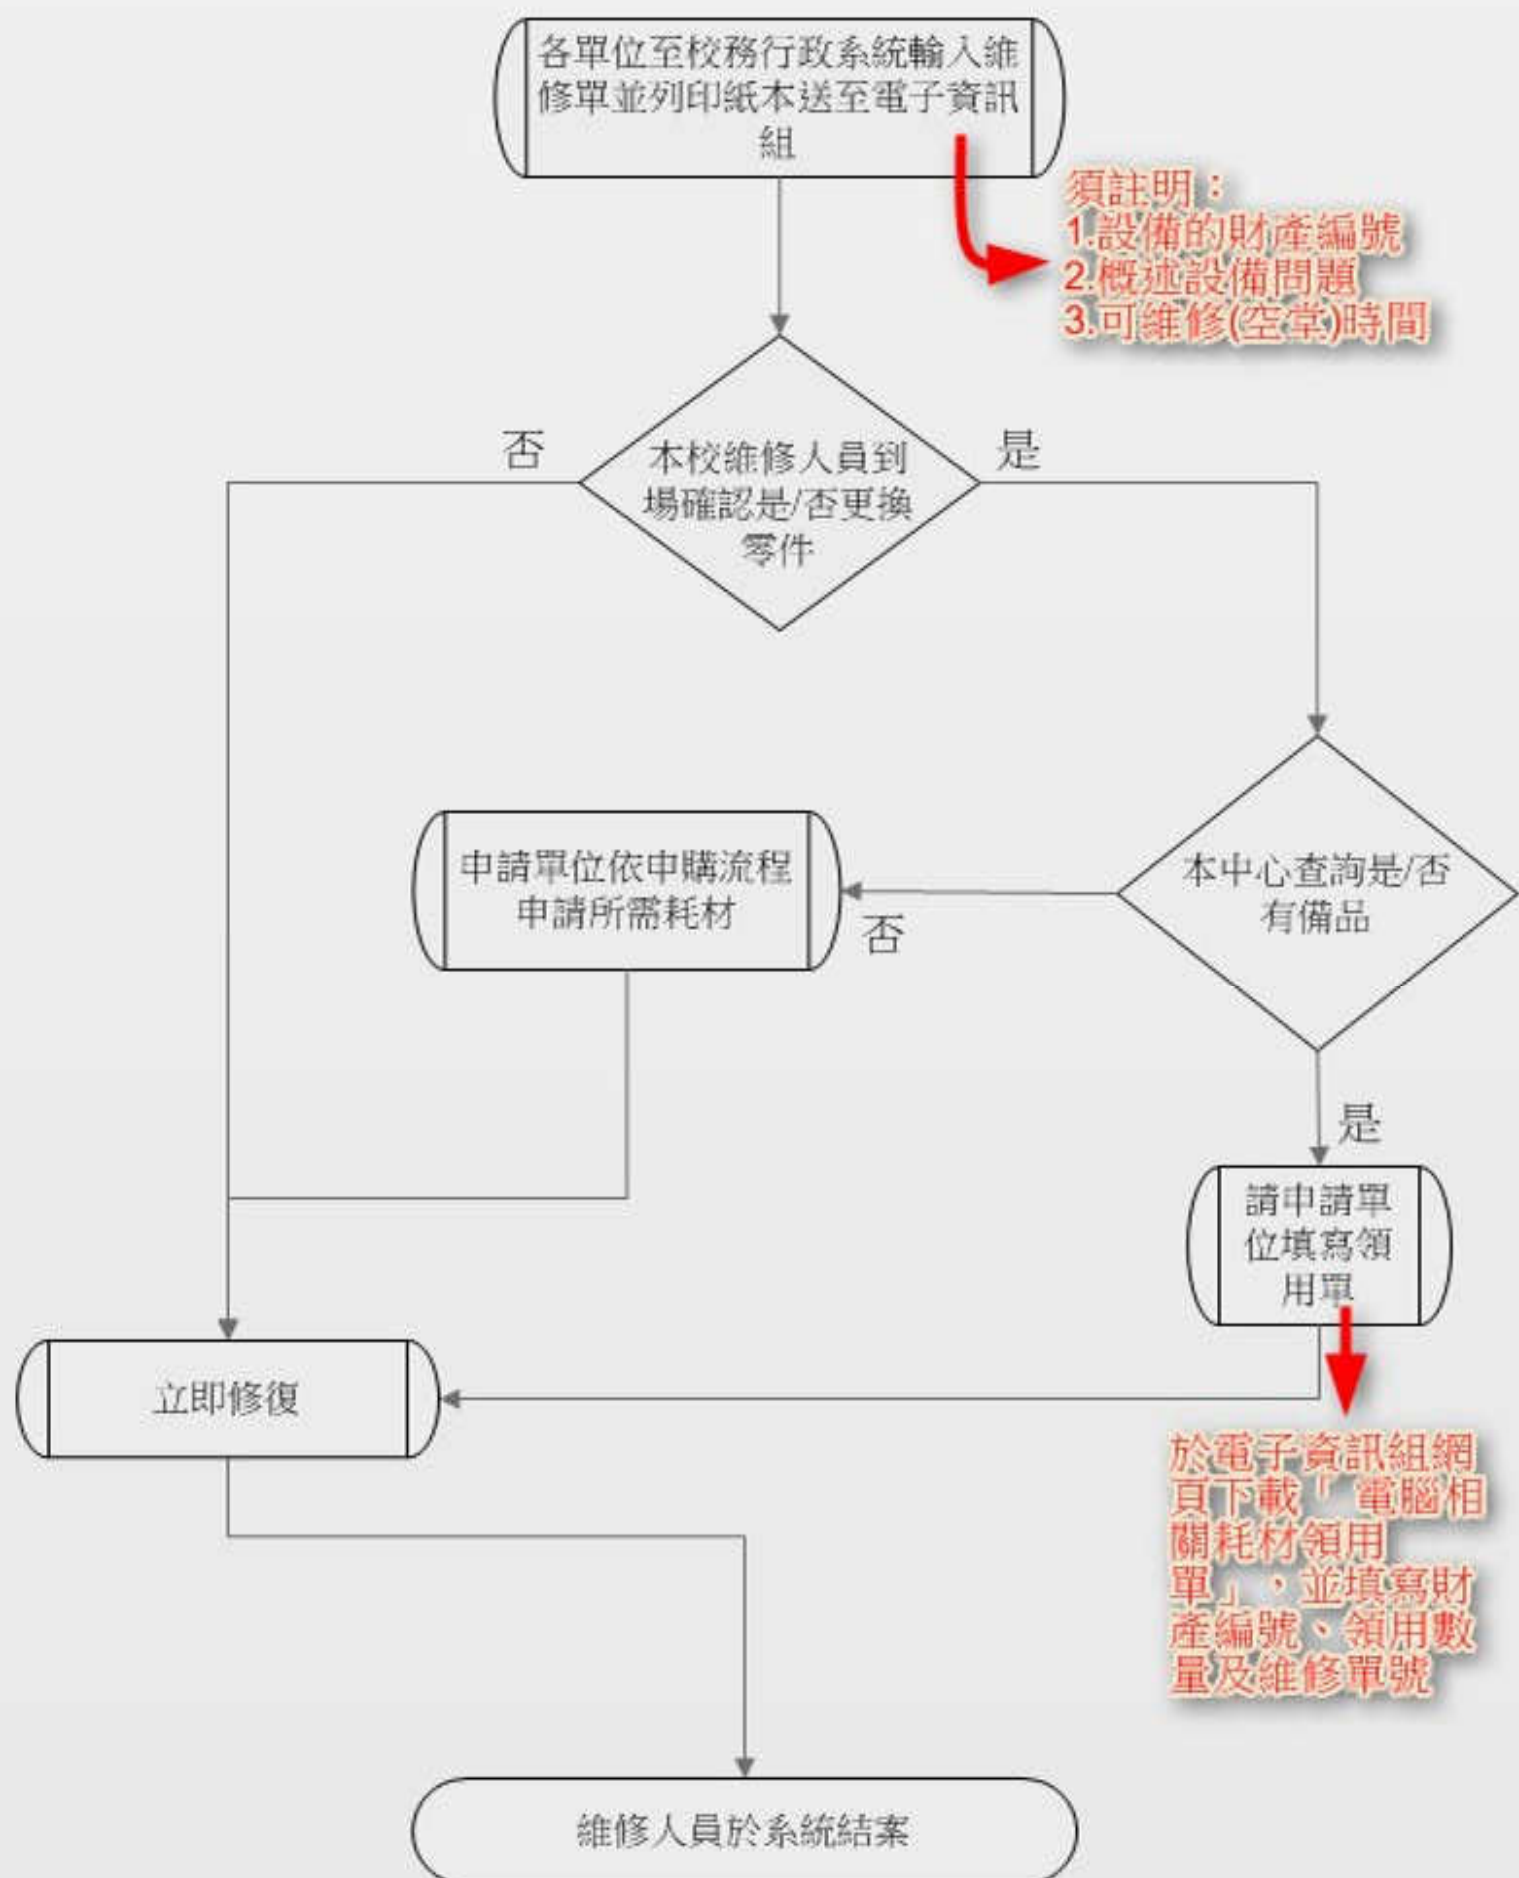 各單位至校務行政系統輸入維
修單並列印紙本送至電子資訊
組
須註明：
1.設備的財產編號
2.概述設備問題
3.可維修(空堂)時間
否
是
本校維修人員到
場確認是/否更換
零件
申請單位依申購流程
申請所需耗材
否
本中心查詢是/否
有備品
是
請申請單
位填寫領
用單
立即修復
於電子資訊組網
頁下載「電腦相
關耗材領用
單」，並填寫財
產編號、領用數
量及維修單號
維修人員於系統結案